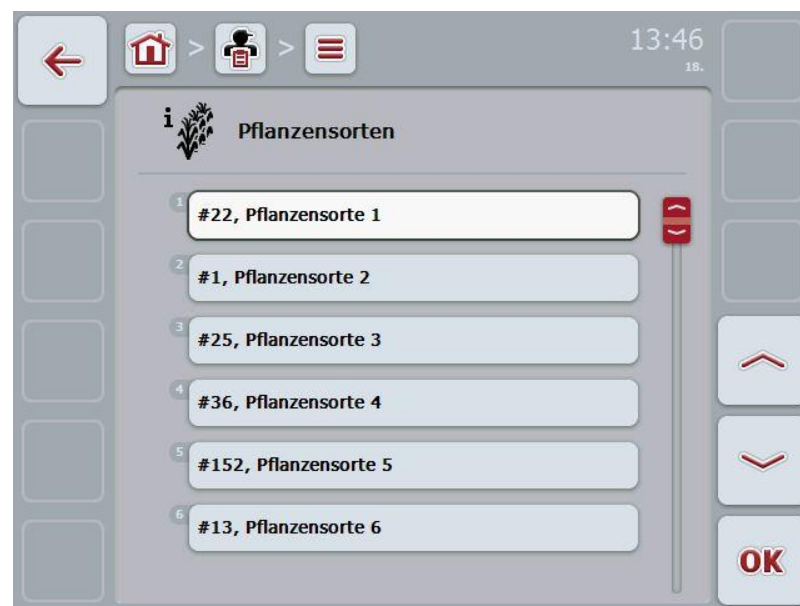 > > 13:46
18.
i Pflanzensorten
1 #22, Pflanzensorte 1
2 #1, Pflanzensorte 2
3 #25, Pflanzensorte 3
4 #36, Pflanzensorte 4
5 #152, Pflanzensorte 5
6 #13, Pflanzensorte 6
OK